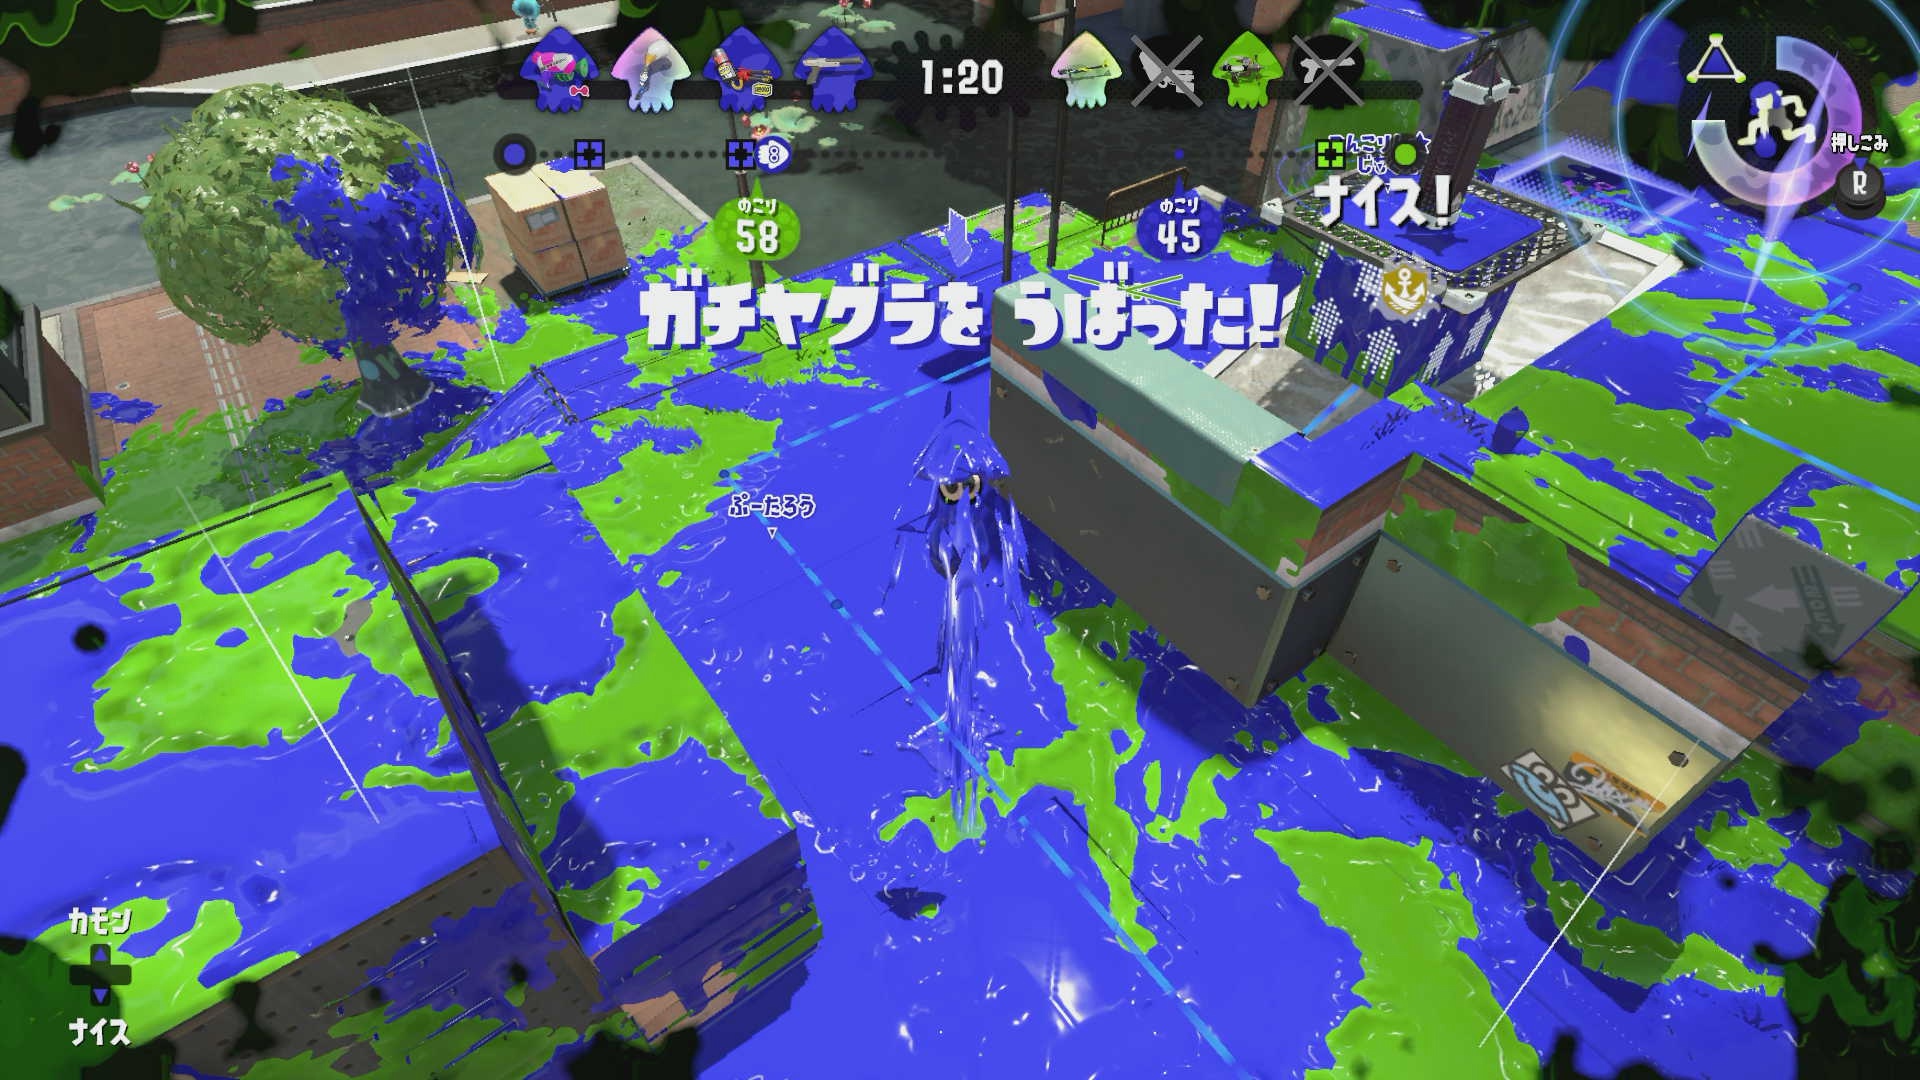 1:20
押しこみ
R
ナイス!
のこり
58
のこり
45
ガチヤグラを うばった!
ぷーたろう
カモン
ナイス